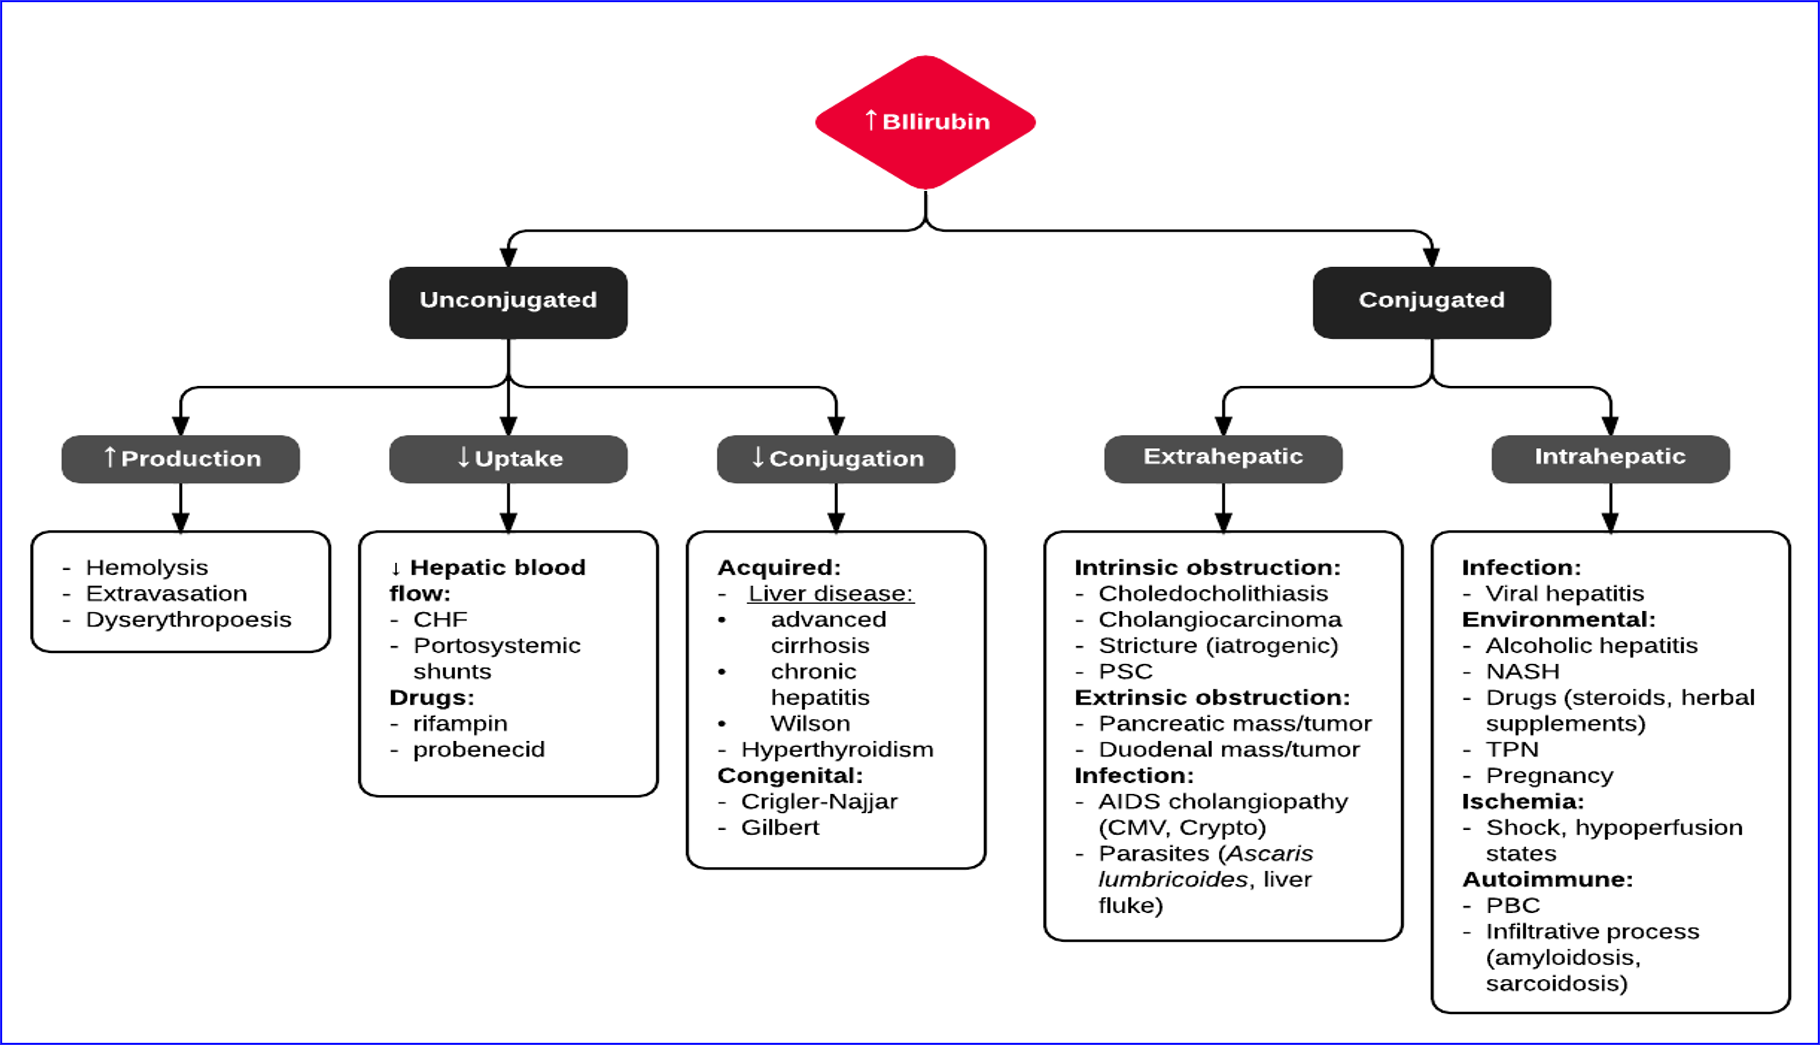 ↑BIlirubin
Unconjugated
Conjugated
↑Production
↓Uptake
↓Conjugation
Extrahepatic
Intrahepatic
- Hemolysis
- Extravasation
- Dyserythropoesis
↓ Hepatic blood
flow:
- CHF
- Portosystemic
shunts
Drugs:
- rifampin
- probenecid
Acquired:
- Liver disease:
• advanced
cirrhosis
• chronic
hepatitis
• Wilson
- Hyperthyroidism
Congenital:
- Crigler-Najjar
- Gilbert
Intrinsic obstruction:
- Choledocholithiasis
- Cholangiocarcinoma
- Stricture (iatrogenic)
- PSC
Extrinsic obstruction:
- Pancreatic mass/tumor
- Duodenal mass/tumor
Infection:
- AIDS cholangiopathy
(CMV, Crypto)
- Parasites (Ascaris
lumbricoides, liver
fluke)
Infection:
- Viral hepatitis
Environmental:
- Alcoholic hepatitis
- NASH
- Drugs (steroids, herbal
supplements)
- TPN
- Pregnancy
Ischemia:
- Shock, hypoperfusion
states
Autoimmune:
- PBC
- Infiltrative process
(amyloidosis,
sarcoidosis)